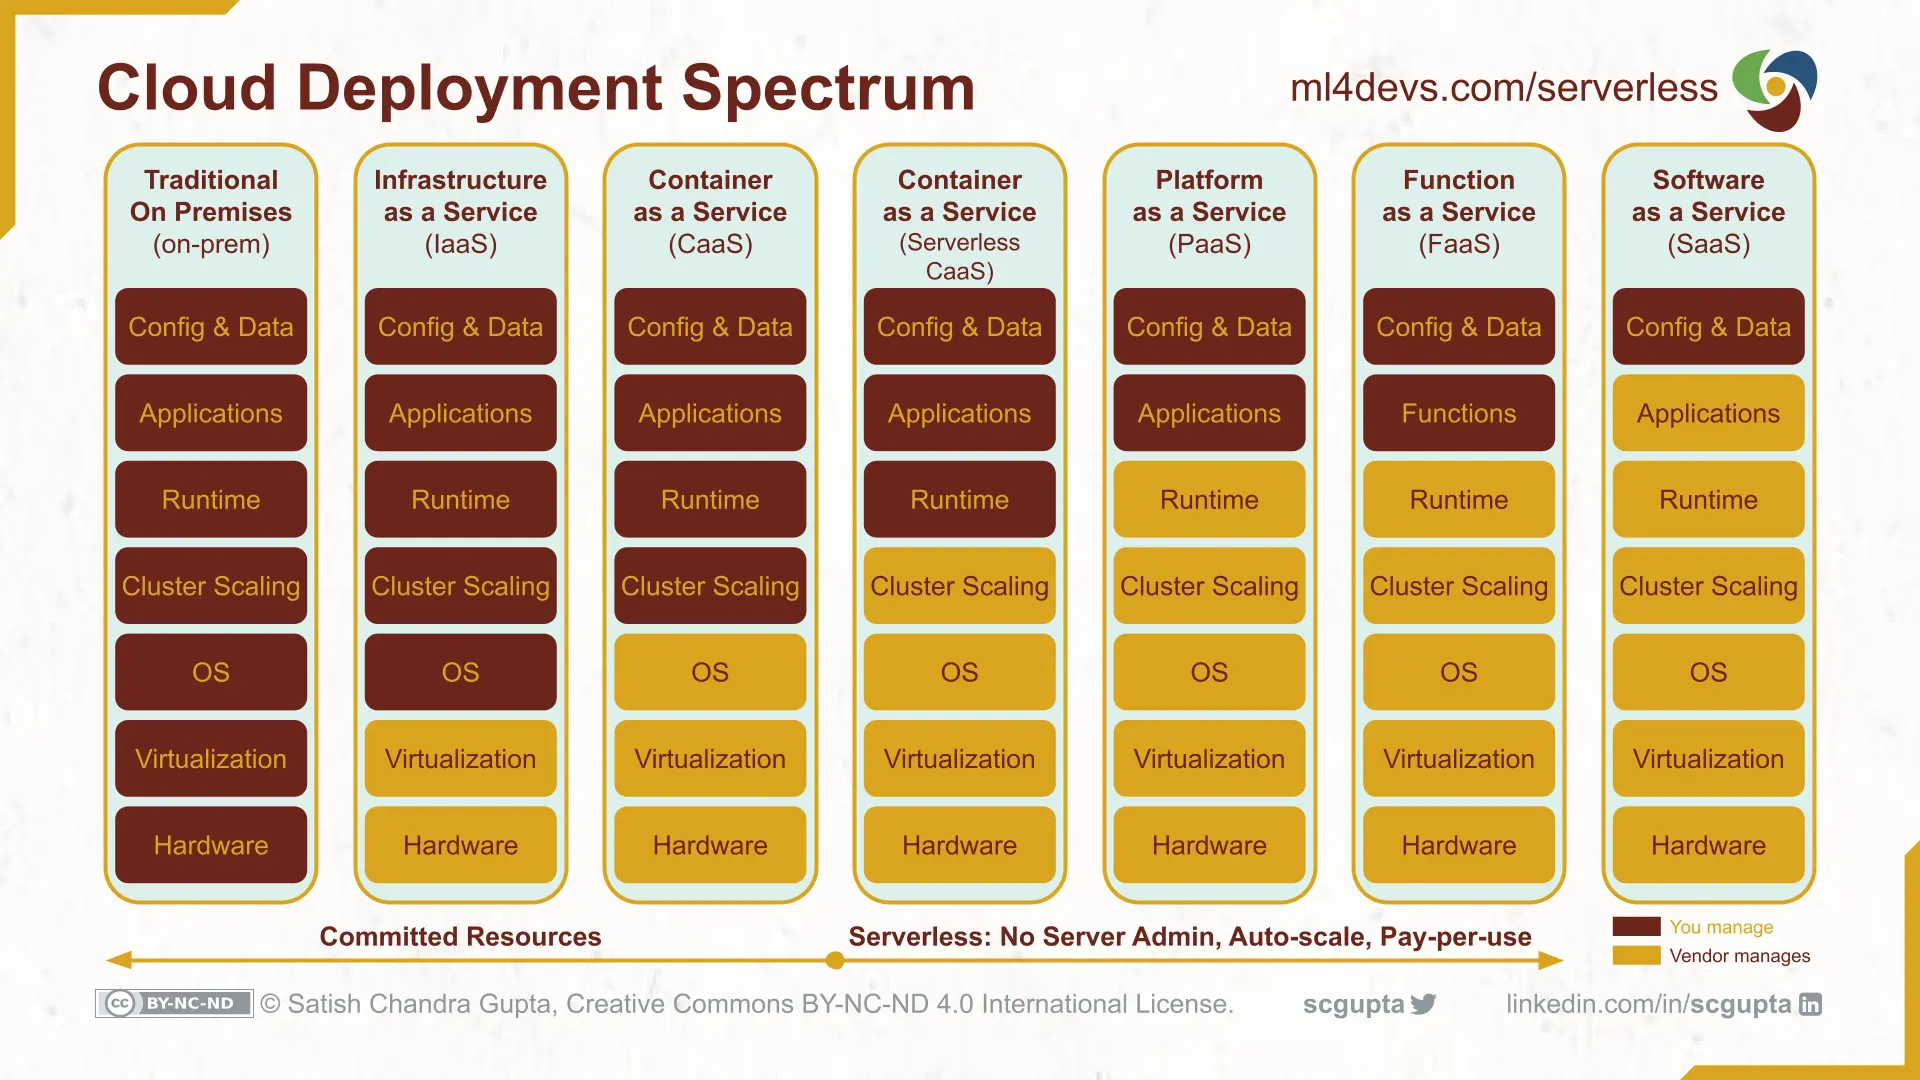 Cloud Deployment Spectrum
ml4devs.com/serverless
Traditional
On Premises
(on-prem)
Config & Data
Applications
Runtime
Cluster Scaling
OS
Virtualization
Hardware
Infrastructure
as a Service
(IaaS)
Config & Data
Applications
Runtime
Cluster Scaling
OS
Virtualization
Hardware
Container
as a Service
(CaaS)
Config & Data
Applications
Runtime
Cluster Scaling
OS
Virtualization
Hardware
Container
as a Service
(Serverless
CaaS)
Config & Data
Applications
Runtime
Cluster Scaling
OS
Virtualization
Hardware
Platform
as a Service
(PaaS)
Config & Data
Applications
Runtime
Cluster Scaling
OS
Virtualization
Hardware
Function
as a Service
(FaaS)
Config & Data
Functions
Runtime
Cluster Scaling
OS
Virtualization
Hardware
Software
as a Service
(SaaS)
Config & Data
Applications
Runtime
Cluster Scaling
OS
Virtualization
Hardware
Committed Resources
Serverless: No Server Admin, Auto-scale, Pay-per-use
You manage
Vendor manages
cc BY-NC-ND © Satish Chandra Gupta, Creative Commons BY-NC-ND 4.0 International License.
scgupta
linkedin.com/in/scgupta in